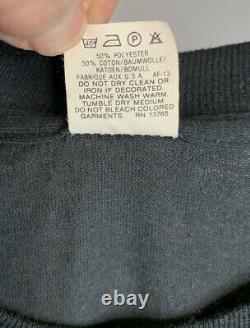 40° P
50% POLYESTER
50% COTTON/BAUMWOLLE/
KATOEN/BOMULL
FABRIQUE AUX U.S.A AF-13
DO NOT DRY CLEAN OR
IRON IF DECORATED.
MACHINE WASH WARM.
TUMBLE DRY MEDIUM
DO NOT BLEACH COLORED
GARMENTS. RN 13765